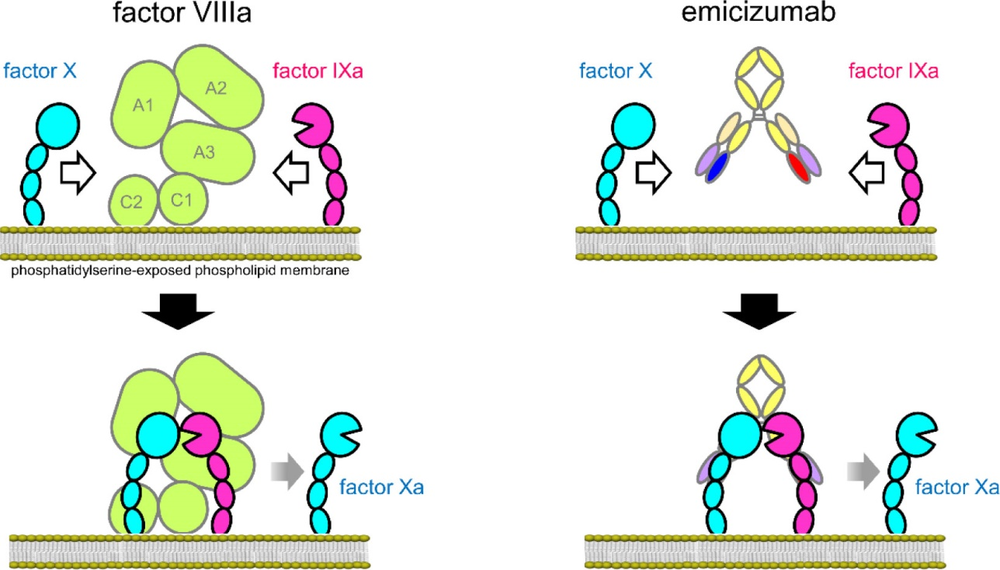 factor VIIIa
emicizumab
factor X
factor IXa
factor X
factor IXa
A1
A2
A3
C2
C1
phosphatidylserine-exposed phospholipid membrane
factor Xa
factor Xa